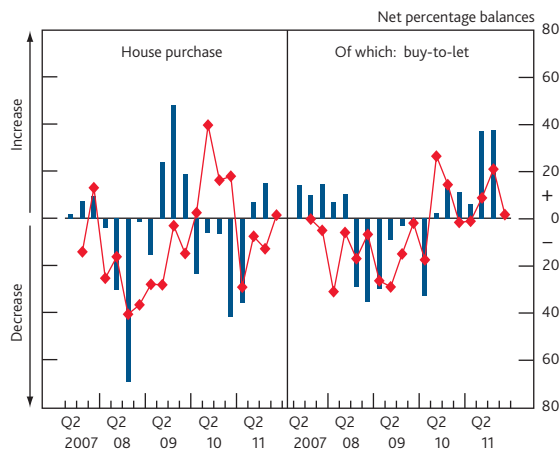 Net percentage balances
House purchase
Of which: buy-to-let
Increase
Decrease
80
60
40
20
+
0
–
20
40
60
80
Q2 Q2 Q2 Q2 Q2 Q2 Q2 Q2 Q2 Q2
2007 08 09 10 11 2007 08 09 10 11